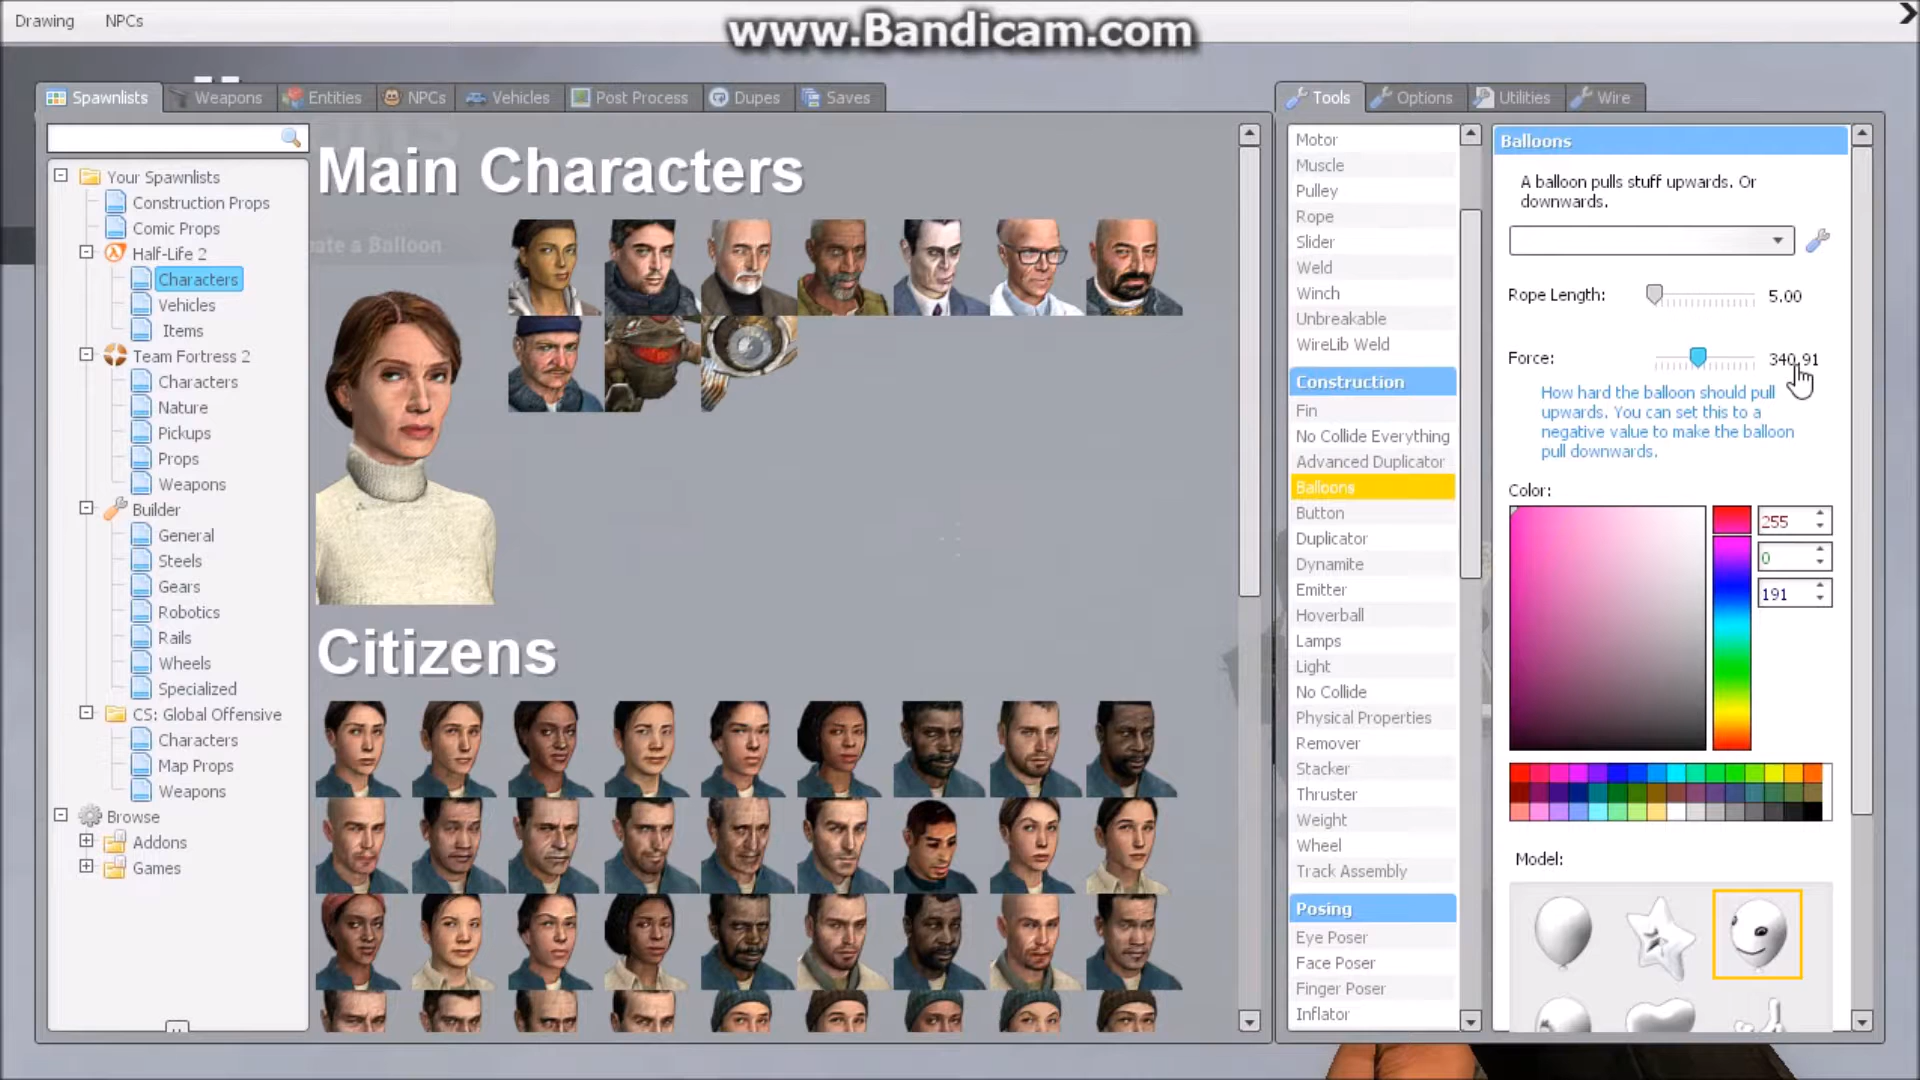 Drawing NPCs
www.Bandicam.com
Spawnlists Weapons Entities NPCs Vehicles Post Process Dupes Saves
Your Spawnlists
Construction Props
Comic Props
Half-Life 2
Characters
Vehicles
Items
Team Fortress 2
Characters
Nature
Pickups
Props
Weapons
Builder
General
Steels
Gears
Robotics
Rails
Wheels
Specialized
CS: Global Offensive
Characters
Map Props
Weapons
Browse
Addons
Games
Main Characters
ate a Balloon
Citizens
Tools Options Utilities Wire
Motor
Muscle
Pulley
Rope
Slider
Weld
Winch
Unbreakable
WireLib Weld
Construction
Fin
No Collide Everything
Advanced Duplicator
Balloons
Button
Duplicator
Dynamite
Emitter
Hoverball
Lamps
Light
No Collide
Physical Properties
Remover
Stacker
Thruster
Weight
Wheel
Track Assembly
Posing
Eye Poser
Face Poser
Finger Poser
Inflator
Balloons
A balloon pulls stuff upwards. Or
downwards.
Rope Length: 5.00
Force: 340.91
How hard the balloon should pull
upwards. You can set this to a
negative value to make the balloon
pull downwards.
Color:
255
0
191
Model: